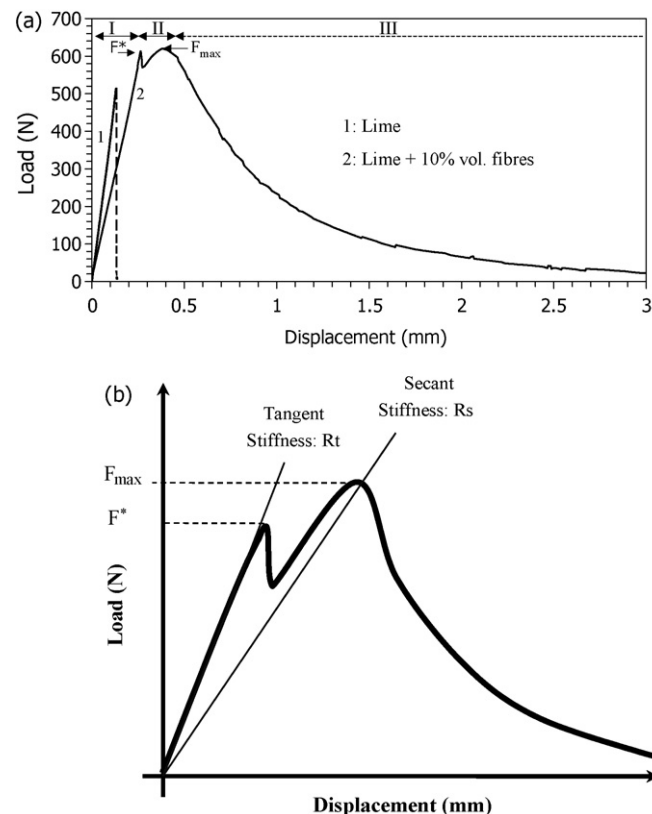 (a)
I II III
F* Fmax
1
2
1: Lime
2: Lime + 10% vol. fibres
Load (N)
700
600
500
400
300
200
100
0
0 0.5 1 1.5 2 2.5 3
Displacement (mm)
(b)
Tangent
Stiffness: Rt
Secant
Stiffness: Rs
Fmax
F*
Load (N)
Displacement (mm)